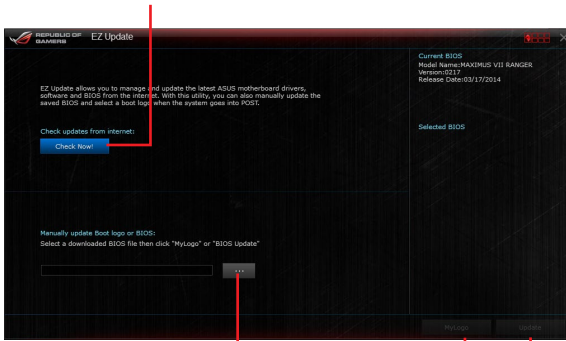 REPUBLIC OF
GAMERS
EZ Update
Current BIOS
Model Name:MAXIMUS VII RANGER
Version:0217
Release Date:03/17/2014
EZ Update allows you to manage and update the latest ASUS motherboard drivers,
software and BIOS from the internet. With this utility, you can also manually update the
saved BIOS and select a boot logo when the system goes into POST.
Selected BIOS
Check updates from internet:
Check Now!
Manually update Boot logo or BIOS:
Select a downloaded BIOS file then click "MyLogo" or "BIOS Update"
...
MyLogo
Update